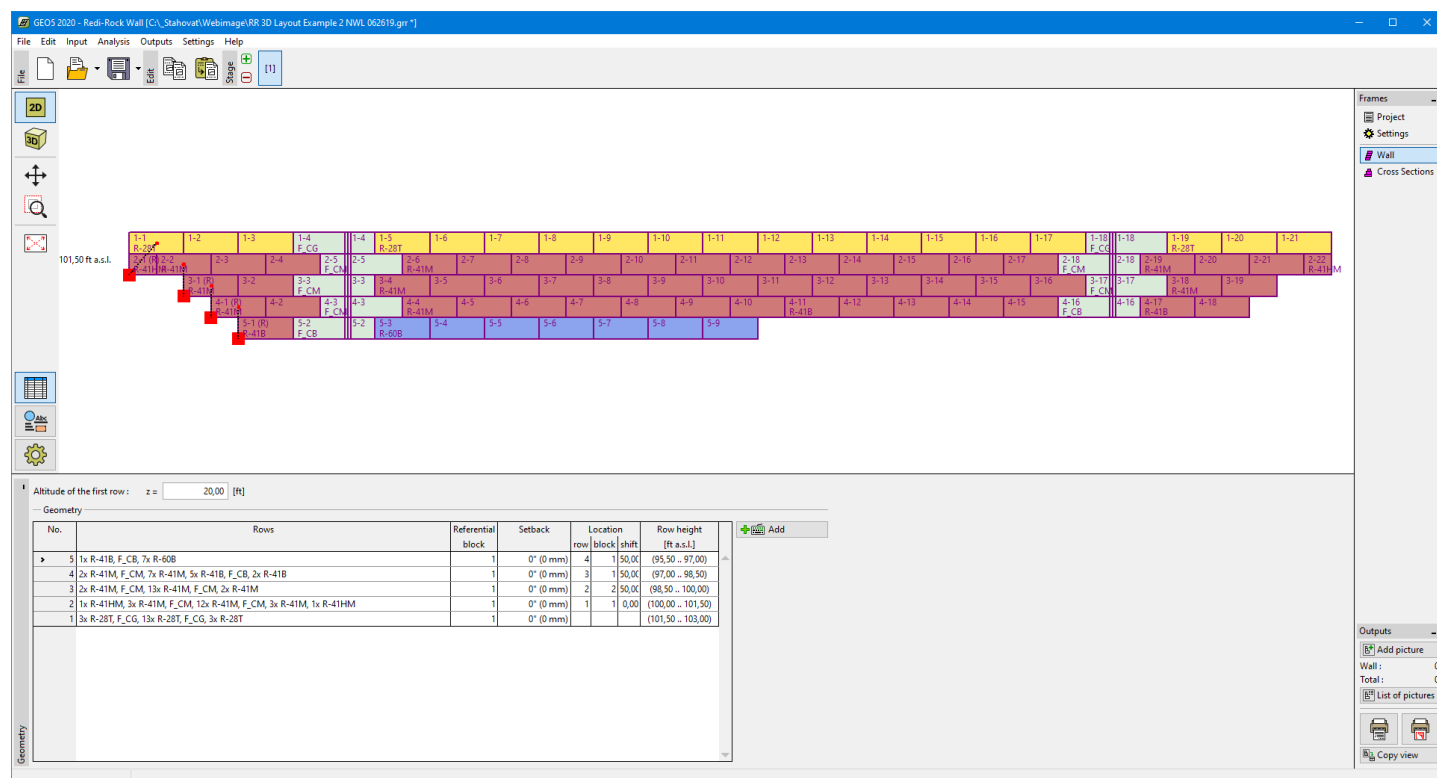 GEO5 2020 - Redi-Rock Wall [C:\_Stahovat\Webimage\RR 3D Layout Example 2 NWL 062619.grr *]
File Edit Input Analysis Outputs Settings Help
File
Edit
Stage
[1]
2D
3D
Abc
101,50 ft a.s.l.
1-1 1-2 1-3 1-4 1-4 1-5 1-6 1-7 1-8 1-9 1-10 1-11 1-12 1-13 1-14 1-15 1-16 1-17 1-18 1-18 1-19 1-20 1-21
R-28T F_CG R-28T F_CG R-28T
2-1 (R) 2-2 2-3 2-4 2-5 2-5 2-6 2-7 2-8 2-9 2-10 2-11 2-12 2-13 2-14 2-15 2-16 2-17 2-18 2-18 2-19 2-20 2-21 2-22
R-41HM R-41M F_CM R-41M F_CM R-41M R-41HM
3-1 (R) 3-2 3-3 3-3 3-4 3-5 3-6 3-7 3-8 3-9 3-10 3-11 3-12 3-13 3-14 3-15 3-16 3-17 3-17 3-18 3-19
R-41M F_CM R-41M F_CM R-41M
4-1 (R) 4-2 4-3 4-3 4-4 4-5 4-6 4-7 4-8 4-9 4-10 4-11 4-12 4-13 4-14 4-15 4-16 4-16 4-17 4-18
R-41M F_CM R-41M R-41B F_CB R-41B
5-1 (R) 5-2 5-2 5-3 5-4 5-5 5-6 5-7 5-8 5-9
R-41B F_CB R-60B
Frames
Project
Settings
Wall
Cross Sections
Altitude of the first row : z = 20,00 [ft]
Geometry
No. Rows Referential block Setback Location row block shift Row height [ft a.s.l.]
5 1x R-41B, F_CB, 7x R-60B 1 0° (0 mm) 4 1 50,00 (95,50 .. 97,00)
4 2x R-41M, F_CM, 7x R-41M, 5x R-41B, F_CB, 2x R-41B 1 0° (0 mm) 3 1 50,00 (97,00 .. 98,50)
3 2x R-41M, F_CM, 13x R-41M, F_CM, 2x R-41M 1 0° (0 mm) 2 2 50,00 (98,50 .. 100,00)
2 1x R-41HM, 3x R-41M, F_CM, 12x R-41M, F_CM, 3x R-41M, 1x R-41HM 1 0° (0 mm) 1 1 0,00 (100,00 .. 101,50)
1 3x R-28T, F_CG, 13x R-28T, F_CG, 3x R-28T 1 0° (0 mm) (101,50 .. 103,00)
Add
Geometry
Outputs
Add picture
Wall :
Total :
List of pictures
Copy view